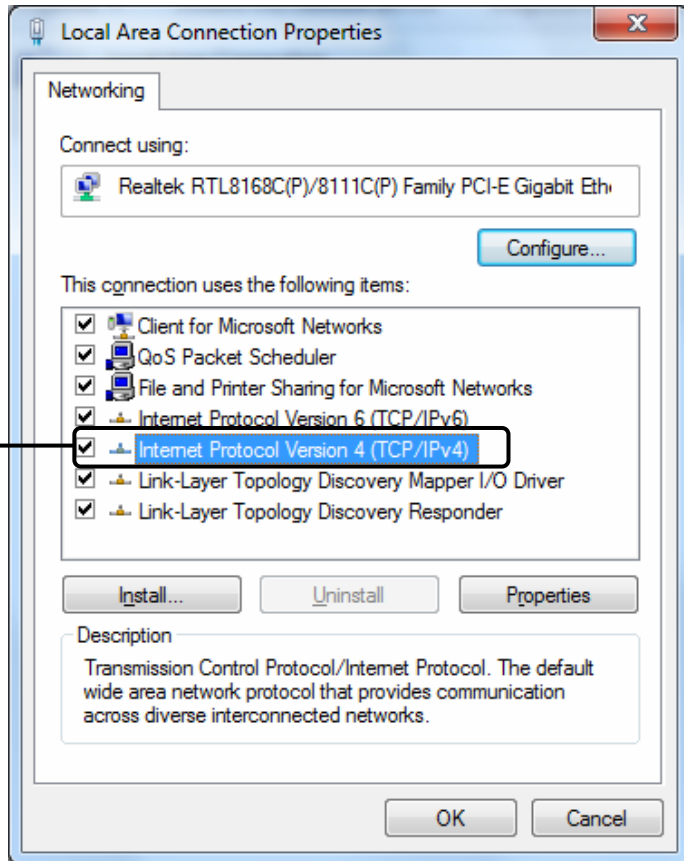 Local Area Connection Properties
Networking
Connect using:
Realtek RTL8168C(P)/8111C(P) Family PCI-E Gigabit Eth
Configure...
This connection uses the following items:
Client for Microsoft Networks
QoS Packet Scheduler
File and Printer Sharing for Microsoft Networks
Internet Protocol Version 6 (TCP/IPv6)
Internet Protocol Version 4 (TCP/IPv4)
Link-Layer Topology Discovery Mapper I/O Driver
Link-Layer Topology Discovery Responder
Install... Uninstall Properties
Description
Transmission Control Protocol/Internet Protocol. The default
wide area network protocol that provides communication
across diverse interconnected networks.
OK Cancel